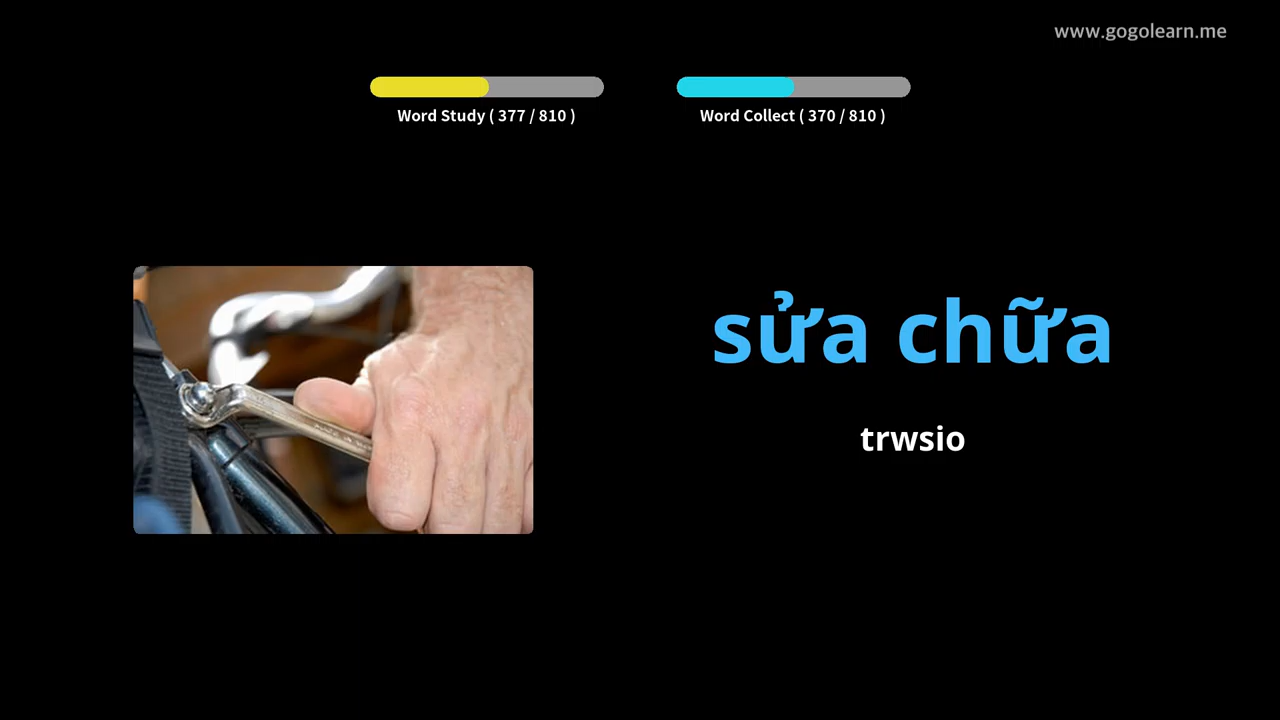 www.gogolearn.me
Word Study ( 377 / 810 )
Word Collect ( 370 / 810 )
sửa chữa
trwsio